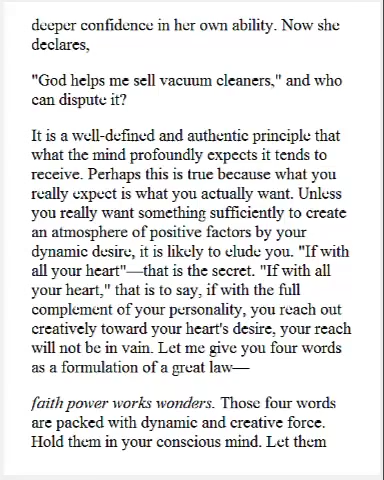 deeper confidence in her own ability. Now she
declares,
"God helps me sell vacuum cleaners," and who
can dispute it?
It is a well-defined and authentic principle that
what the mind profoundly expects it tends to
receive. Perhaps this is true because what you
really expect is what you actually want. Unless
you really want something sufficiently to create
an atmosphere of positive factors by your
dynamic desire, it is likely to elude you. "If with
all your heart"—that is the secret. "If with all
your heart," that is to say, if with the full
complement of your personality, you reach out
creatively toward your heart's desire, your reach
will not be in vain. Let me give you four words
as a formulation of a great law—
faith power works wonders. Those four words
are packed with dynamic and creative force.
Hold them in your conscious mind. Let them